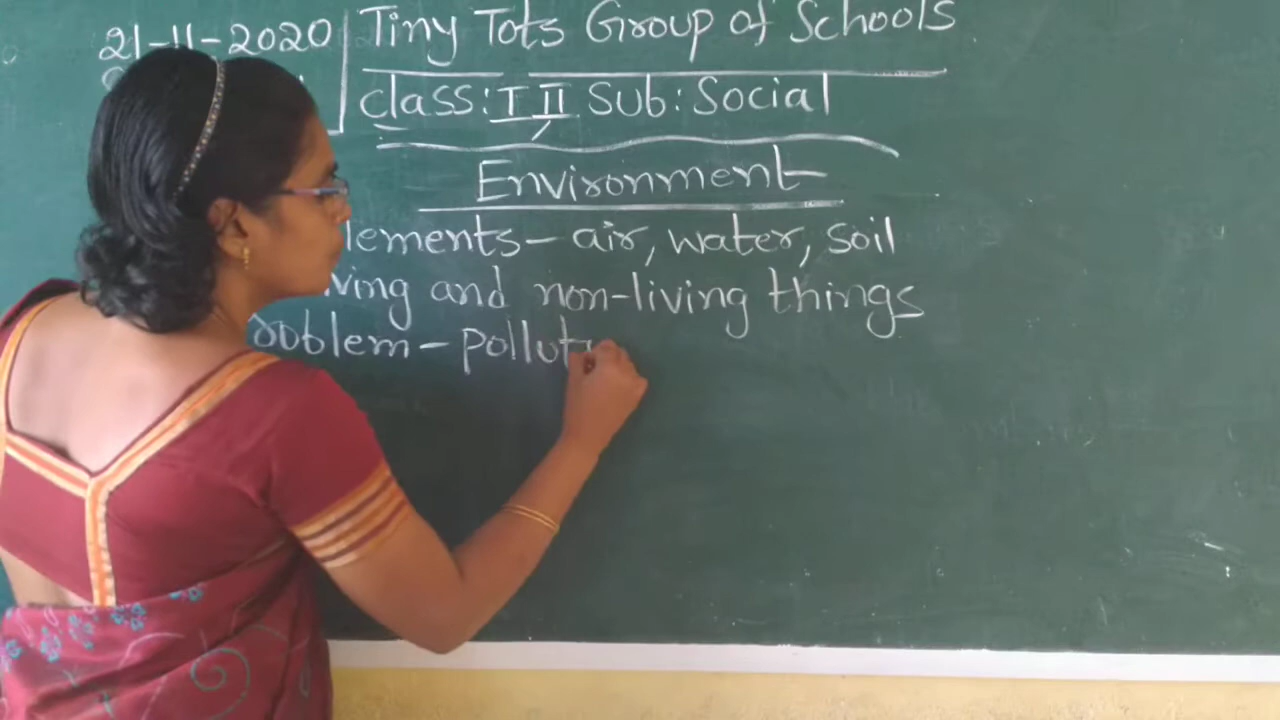 21-11-2020
Tiny Tots Group of Schools
class: I II Sub: Social
Environment
lements - air, water, soil
ving and non-living things
roblem - pollut